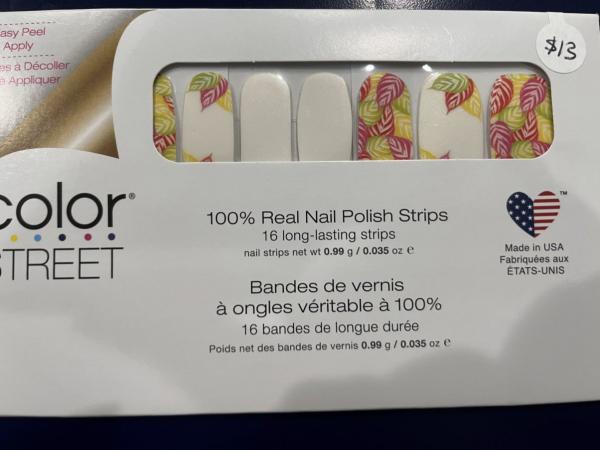 asy Peel
Apply
es à Décoller
e Appliquer
$13
color®
STREET
100% Real Nail Polish Strips
16 long-lasting strips
nail strips net wt 0.99 g / 0.035 oz ℮
Bandes de vernis
à ongles véritable à 100%
16 bandes de longue durée
Poids net des bandes de vernis 0.99 g / 0.035 oz ℮
TM
Made in USA
Fabriquées aux
ÉTATS-UNIS